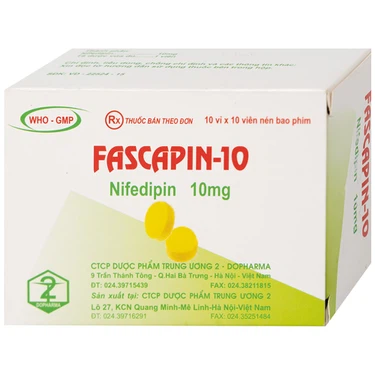 WHO - GMP
Rx THUỐC BÁN THEO ĐƠN
10 vỉ x 10 viên nén bao phim
FASCAPIN-10
Nifedipin 10mg
CTCP DƯỢC PHẨM TRUNG ƯƠNG 2 - DOPHARMA
9 Trần Thánh Tông - Q.Hai Bà Trưng - Hà Nội - Việt Nam
ĐT: 024.39715439 FAX: 024.38211815
Sản xuất tại: CTCP DƯỢC PHẨM TRUNG ƯƠNG 2
Lô 27, KCN Quang Minh-Mê Linh-Hà Nội-Việt Nam
ĐT: 024.39716291 FAX: 024.35251484
2
DOPHARMA
FASCAPIN-10
Nifedipin 10mg